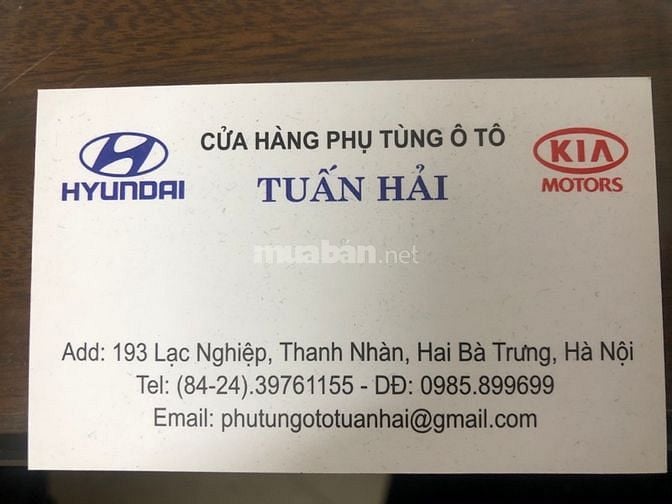 HYUNDAI
CỬA HÀNG PHỤ TÙNG Ô TÔ
TUẤN HẢI
KIA
MOTORS
muaban.net
Add: 193 Lạc Nghiệp, Thanh Nhàn, Hai Bà Trưng, Hà Nội
Tel: (84-24).39761155 - DĐ: 0985.899699
Email: phutungototuanhai@gmail.com